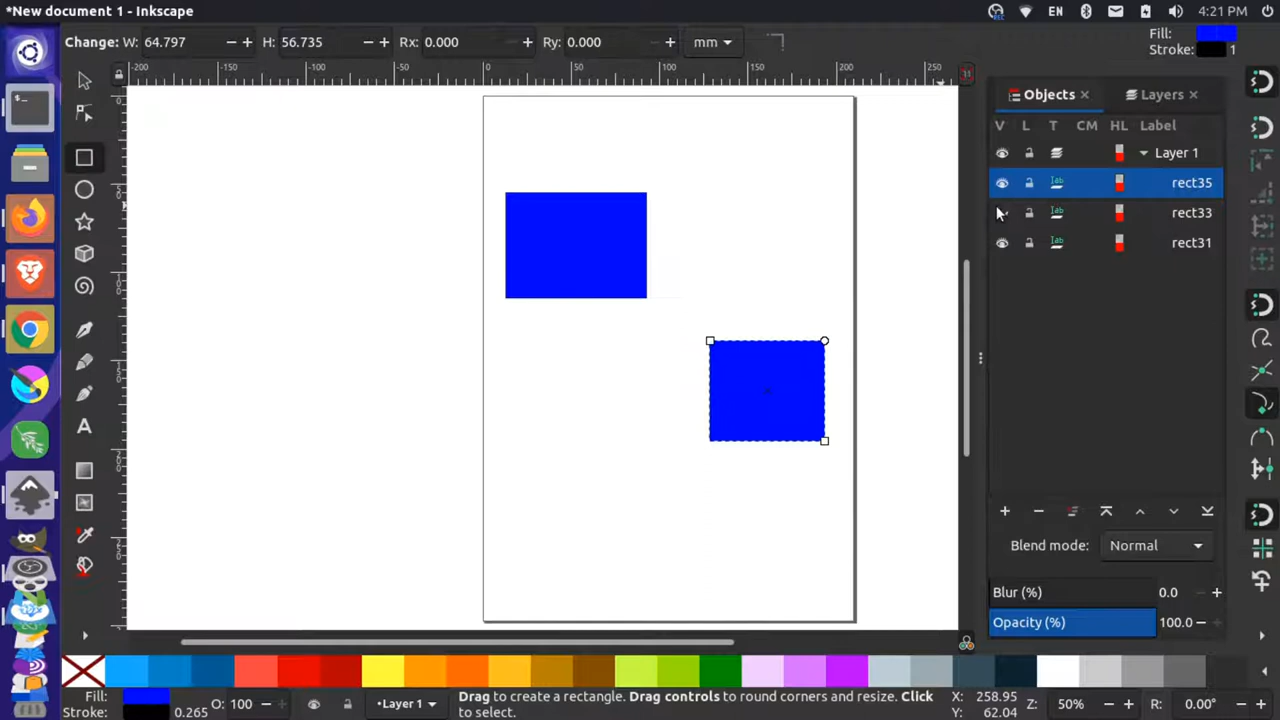 *New document 1 - Inkscape
EN
4:21 PM
Change: W: 64.797 − + H: 56.735 − + Rx: 0.000 − + Ry: 0.000 − + mm
Fill:
Stroke: 1
-200 -150 -100 -50 0 50 100 150 200 250
Objects × Layers ×
V L T CM HL Label
Layer 1
rect35
rect33
rect31
Blend mode: Normal
Blur (%) 0.0 − +
Opacity (%) 100.0 − +
Fill:
Stroke: 0.265
O: 100 − +
•Layer 1
Drag to create a rectangle. Drag controls to round corners and resize. Click to select.
X: 258.95
Y: 62.04
Z: 50% − +
R: 0.00° − +